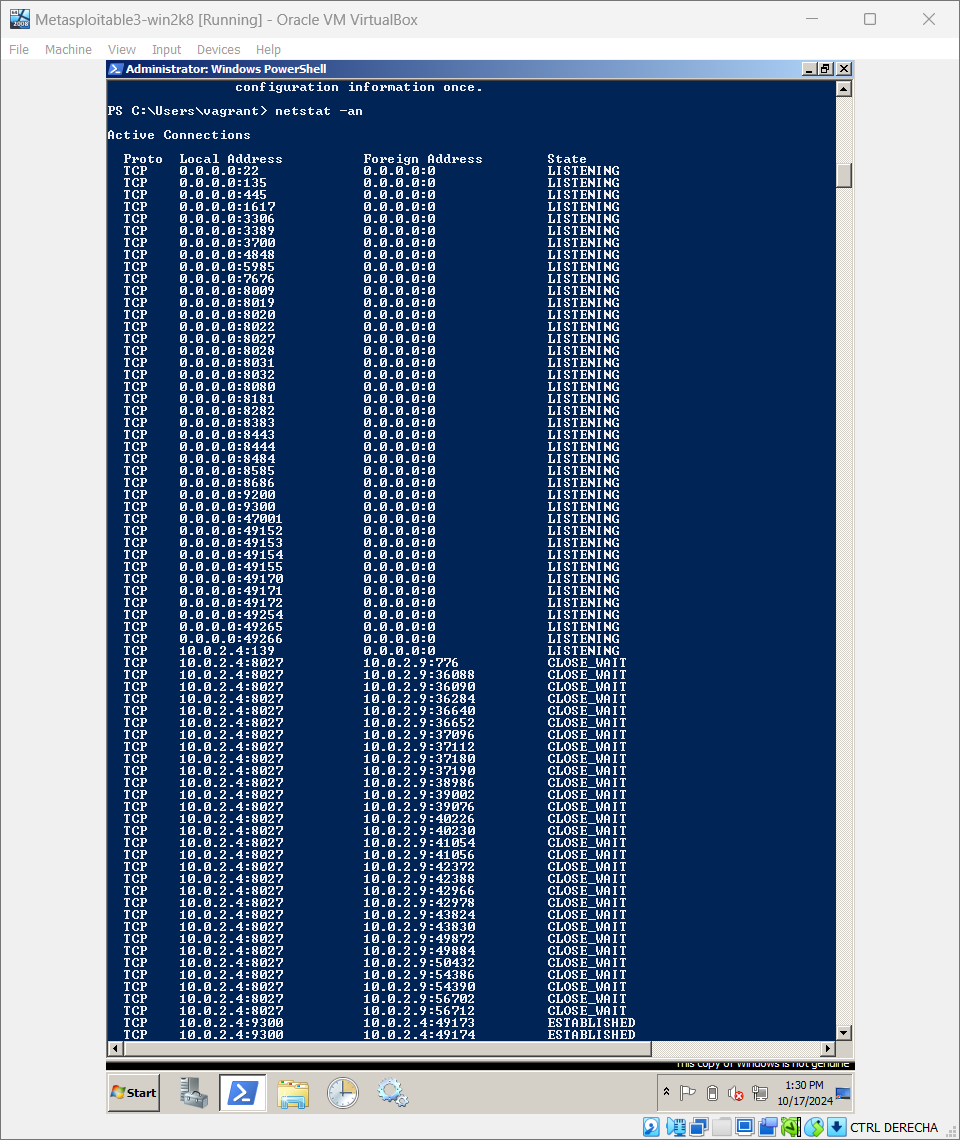 Metasploitable3-win2k8 [Running] - Oracle VM VirtualBox
File Machine View Input Devices Help
Administrator: Windows PowerShell
configuration information once.
PS C:\Users\vagrant> netstat -an
Active Connections
Proto Local Address Foreign Address State
TCP 0.0.0.0:22 0.0.0.0:0 LISTENING
TCP 0.0.0.0:135 0.0.0.0:0 LISTENING
TCP 0.0.0.0:445 0.0.0.0:0 LISTENING
TCP 0.0.0.0:1617 0.0.0.0:0 LISTENING
TCP 0.0.0.0:3306 0.0.0.0:0 LISTENING
TCP 0.0.0.0:3389 0.0.0.0:0 LISTENING
TCP 0.0.0.0:3700 0.0.0.0:0 LISTENING
TCP 0.0.0.0:4848 0.0.0.0:0 LISTENING
TCP 0.0.0.0:5985 0.0.0.0:0 LISTENING
TCP 0.0.0.0:7676 0.0.0.0:0 LISTENING
TCP 0.0.0.0:8009 0.0.0.0:0 LISTENING
TCP 0.0.0.0:8019 0.0.0.0:0 LISTENING
TCP 0.0.0.0:8020 0.0.0.0:0 LISTENING
TCP 0.0.0.0:8022 0.0.0.0:0 LISTENING
TCP 0.0.0.0:8027 0.0.0.0:0 LISTENING
TCP 0.0.0.0:8028 0.0.0.0:0 LISTENING
TCP 0.0.0.0:8031 0.0.0.0:0 LISTENING
TCP 0.0.0.0:8032 0.0.0.0:0 LISTENING
TCP 0.0.0.0:8080 0.0.0.0:0 LISTENING
TCP 0.0.0.0:8181 0.0.0.0:0 LISTENING
TCP 0.0.0.0:8282 0.0.0.0:0 LISTENING
TCP 0.0.0.0:8383 0.0.0.0:0 LISTENING
TCP 0.0.0.0:8443 0.0.0.0:0 LISTENING
TCP 0.0.0.0:8444 0.0.0.0:0 LISTENING
TCP 0.0.0.0:8484 0.0.0.0:0 LISTENING
TCP 0.0.0.0:8585 0.0.0.0:0 LISTENING
TCP 0.0.0.0:8686 0.0.0.0:0 LISTENING
TCP 0.0.0.0:9200 0.0.0.0:0 LISTENING
TCP 0.0.0.0:9300 0.0.0.0:0 LISTENING
TCP 0.0.0.0:47001 0.0.0.0:0 LISTENING
TCP 0.0.0.0:49152 0.0.0.0:0 LISTENING
TCP 0.0.0.0:49153 0.0.0.0:0 LISTENING
TCP 0.0.0.0:49154 0.0.0.0:0 LISTENING
TCP 0.0.0.0:49155 0.0.0.0:0 LISTENING
TCP 0.0.0.0:49170 0.0.0.0:0 LISTENING
TCP 0.0.0.0:49171 0.0.0.0:0 LISTENING
TCP 0.0.0.0:49172 0.0.0.0:0 LISTENING
TCP 0.0.0.0:49254 0.0.0.0:0 LISTENING
TCP 0.0.0.0:49265 0.0.0.0:0 LISTENING
TCP 0.0.0.0:49266 0.0.0.0:0 LISTENING
TCP 10.0.2.4:139 0.0.0.0:0 LISTENING
TCP 10.0.2.4:8027 10.0.2.9:776 CLOSE_WAIT
TCP 10.0.2.4:8027 10.0.2.9:36088 CLOSE_WAIT
TCP 10.0.2.4:8027 10.0.2.9:36090 CLOSE_WAIT
TCP 10.0.2.4:8027 10.0.2.9:36284 CLOSE_WAIT
TCP 10.0.2.4:8027 10.0.2.9:36640 CLOSE_WAIT
TCP 10.0.2.4:8027 10.0.2.9:36652 CLOSE_WAIT
TCP 10.0.2.4:8027 10.0.2.9:37096 CLOSE_WAIT
TCP 10.0.2.4:8027 10.0.2.9:37112 CLOSE_WAIT
TCP 10.0.2.4:8027 10.0.2.9:37180 CLOSE_WAIT
TCP 10.0.2.4:8027 10.0.2.9:37190 CLOSE_WAIT
TCP 10.0.2.4:8027 10.0.2.9:38986 CLOSE_WAIT
TCP 10.0.2.4:8027 10.0.2.9:39002 CLOSE_WAIT
TCP 10.0.2.4:8027 10.0.2.9:39076 CLOSE_WAIT
TCP 10.0.2.4:8027 10.0.2.9:40226 CLOSE_WAIT
TCP 10.0.2.4:8027 10.0.2.9:40230 CLOSE_WAIT
TCP 10.0.2.4:8027 10.0.2.9:41054 CLOSE_WAIT
TCP 10.0.2.4:8027 10.0.2.9:41056 CLOSE_WAIT
TCP 10.0.2.4:8027 10.0.2.9:42372 CLOSE_WAIT
TCP 10.0.2.4:8027 10.0.2.9:42388 CLOSE_WAIT
TCP 10.0.2.4:8027 10.0.2.9:42966 CLOSE_WAIT
TCP 10.0.2.4:8027 10.0.2.9:42978 CLOSE_WAIT
TCP 10.0.2.4:8027 10.0.2.9:43824 CLOSE_WAIT
TCP 10.0.2.4:8027 10.0.2.9:43830 CLOSE_WAIT
TCP 10.0.2.4:8027 10.0.2.9:49872 CLOSE_WAIT
TCP 10.0.2.4:8027 10.0.2.9:49884 CLOSE_WAIT
TCP 10.0.2.4:8027 10.0.2.9:50432 CLOSE_WAIT
TCP 10.0.2.4:8027 10.0.2.9:54386 CLOSE_WAIT
TCP 10.0.2.4:8027 10.0.2.9:54390 CLOSE_WAIT
TCP 10.0.2.4:8027 10.0.2.9:56702 CLOSE_WAIT
TCP 10.0.2.4:8027 10.0.2.9:56712 CLOSE_WAIT
TCP 10.0.2.4:9300 10.0.2.4:49173 ESTABLISHED
TCP 10.0.2.4:9300 10.0.2.4:49174 ESTABLISHED
This copy of Windows is not genuine
Start
1:30 PM
10/17/2024
CTRL DERECHA